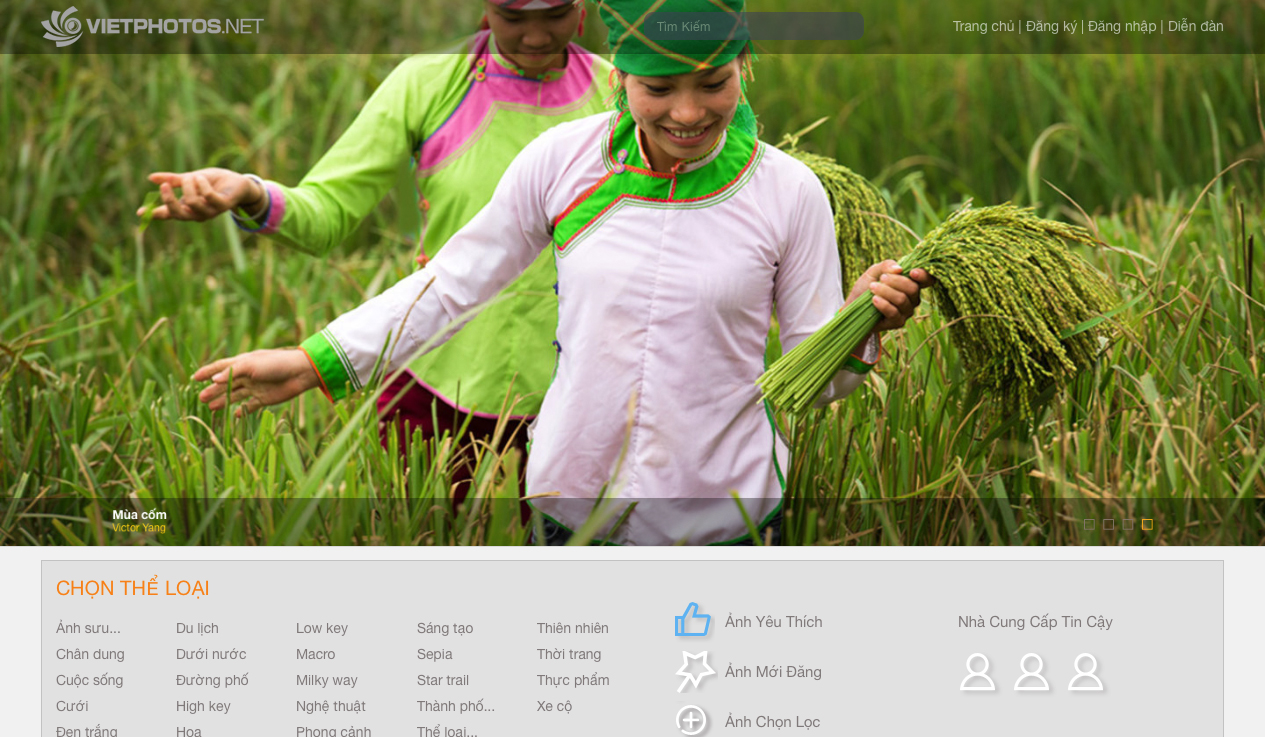 VIETPHOTOS.NET
Tìm Kiếm
Trang chủ | Đăng ký | Đăng nhập | Diễn đàn
Mùa cốm
Victor Yang
CHỌN THỂ LOẠI
Ảnh sưu... Du lịch Low key Sáng tạo Thiên nhiên
Chân dung Dưới nước Macro Sepia Thời trang
Cuộc sống Đường phố Milky way Star trail Thực phẩm
Cưới High key Nghệ thuật Thành phố... Xe cộ
Đen trắng Hoa Phong cảnh Thể loại...
Ảnh Yêu Thích
Ảnh Mới Đăng
Ảnh Chọn Lọc
Nhà Cung Cấp Tin Cậy